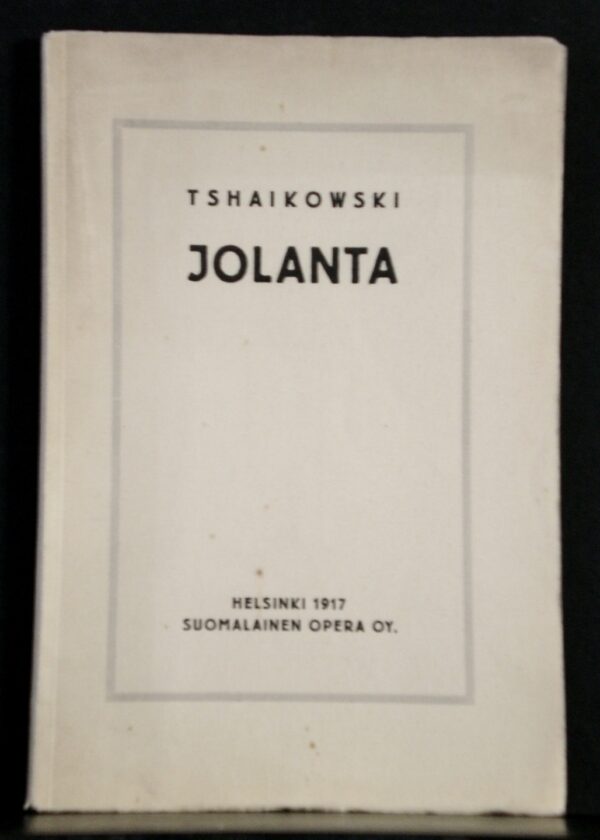 TSHAIKOWSKI
JOLANTA
HELSINKI 1917
SUOMALAINEN OPERA OY.